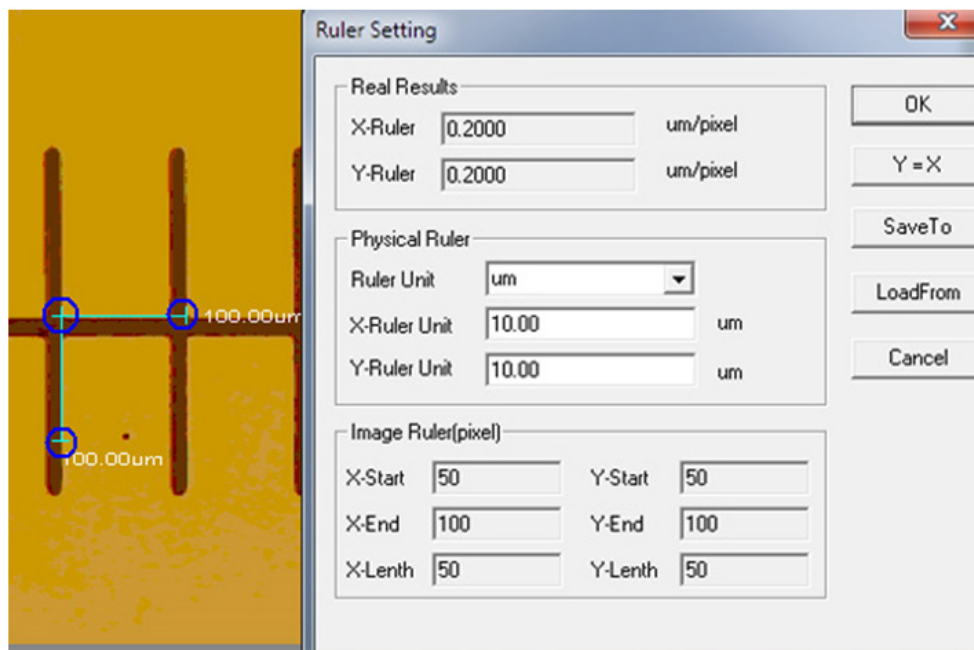 Ruler Setting
Real Results
X-Ruler 0.2000 um/pixel
Y-Ruler 0.2000 um/pixel
OK
Y = X
SaveTo
LoadFrom
Cancel
Physical Ruler
Ruler Unit um
X-Ruler Unit 10.00 um
Y-Ruler Unit 10.00 um
Image Ruler(pixel)
X-Start 50 Y-Start 50
X-End 100 Y-End 100
X-Lenth 50 Y-Lenth 50
100.00um
100.00um